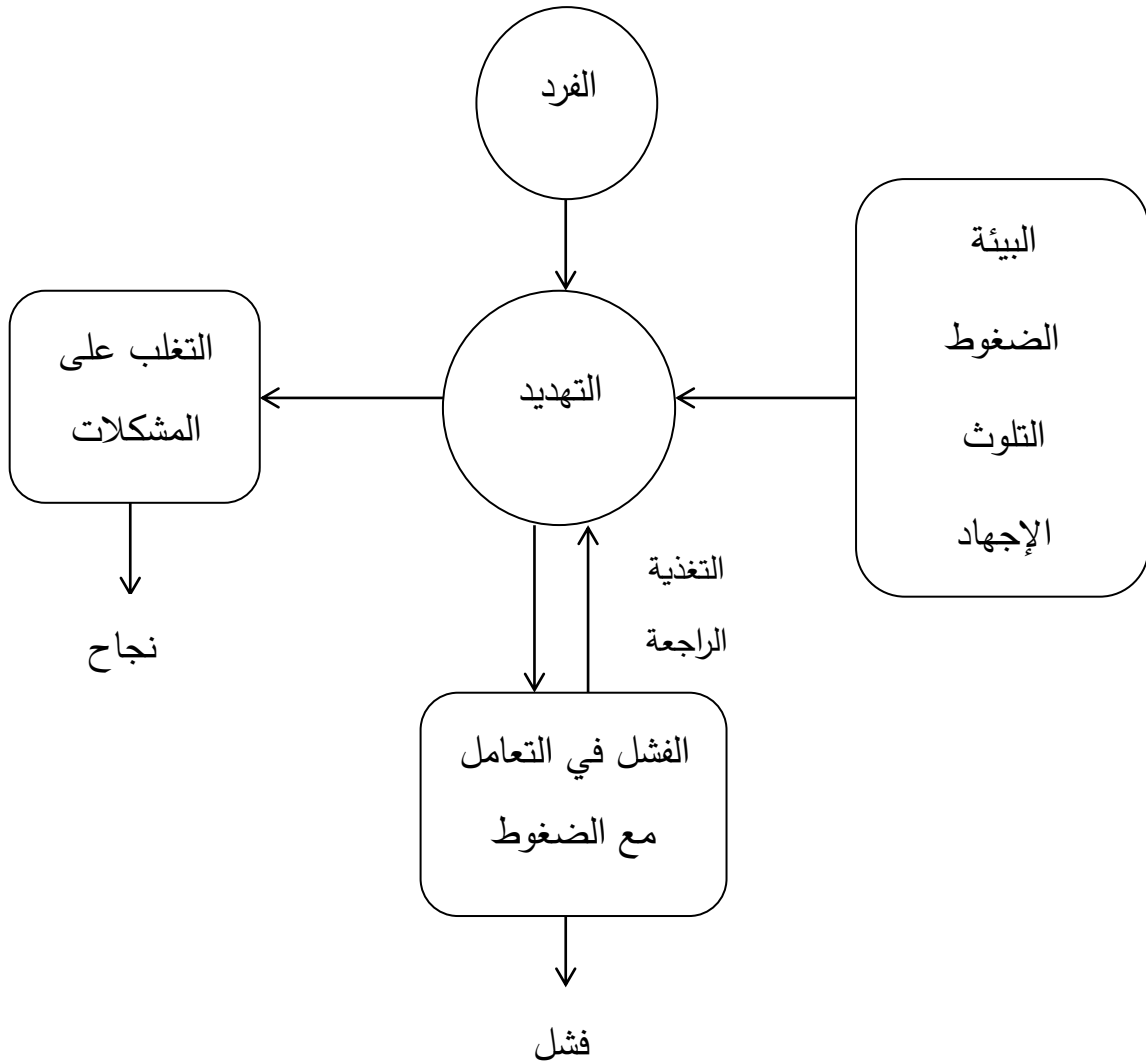 الفرد
البيئة
الضغوط
التلوث
الإجهاد
التهديد
التغلب على
المشكلات
نجاح
التغذية
الراجعة
الفشل في التعامل
مع الضغوط
فشل